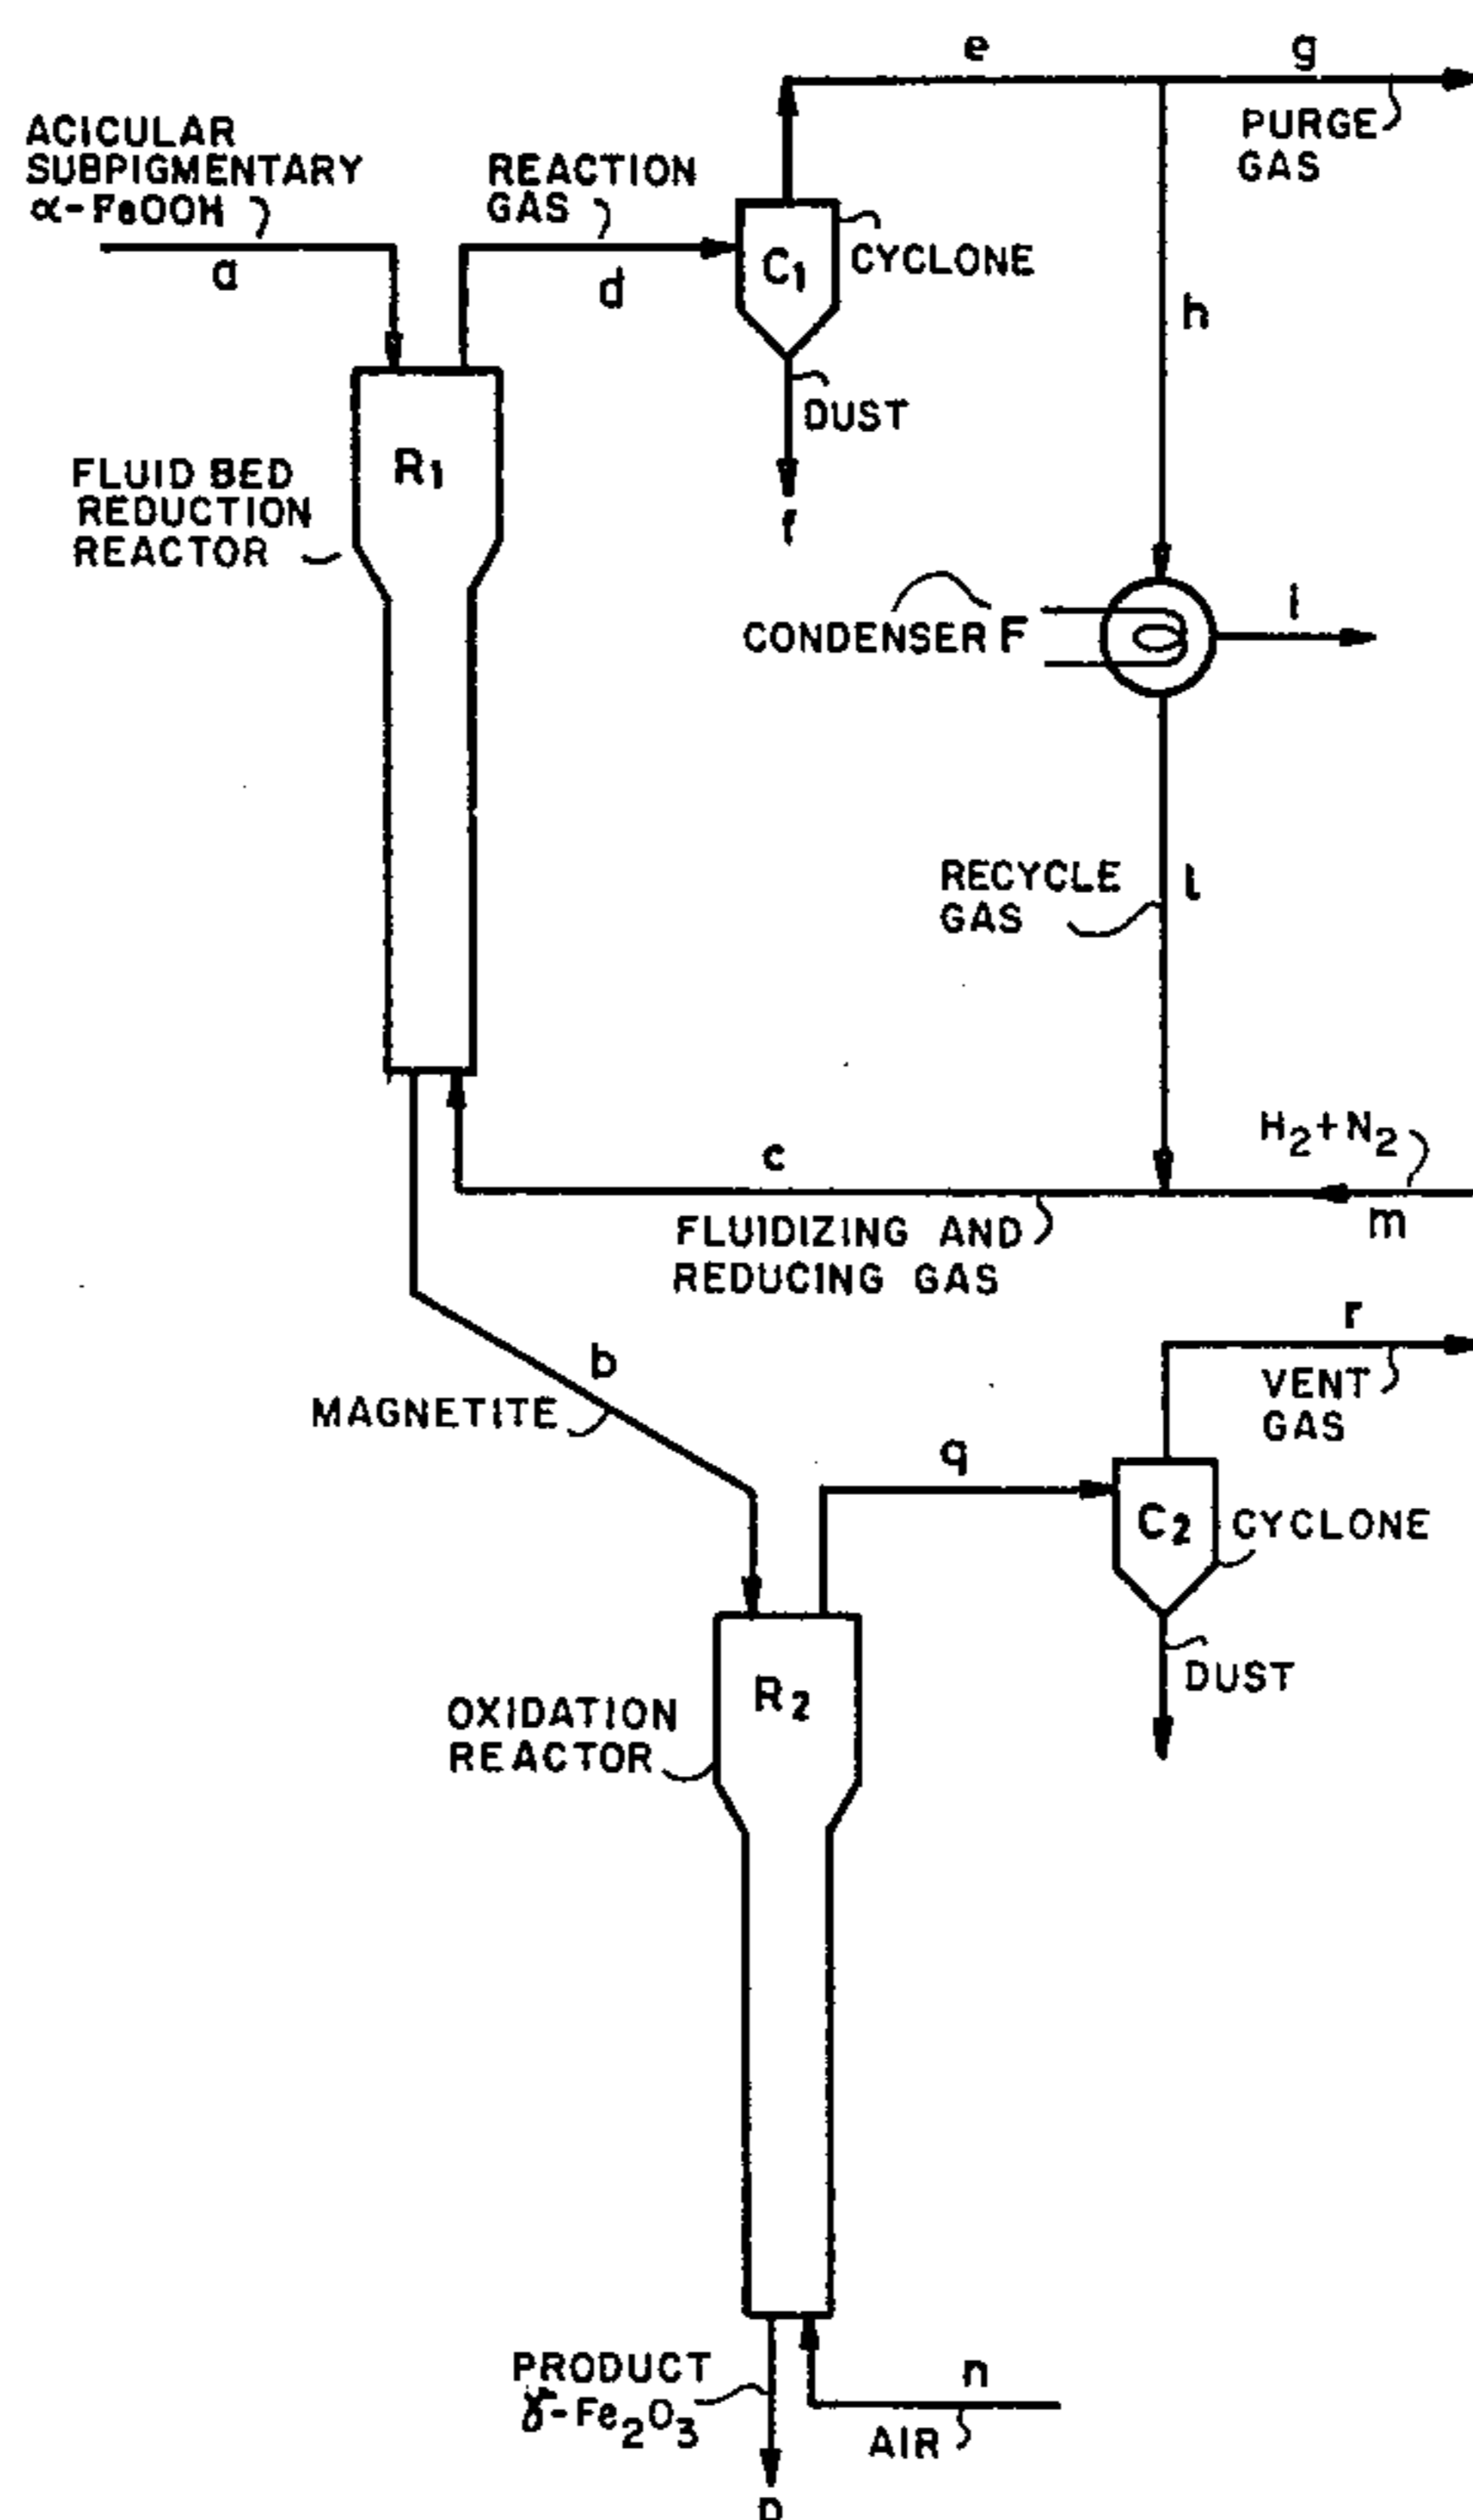 e
g
PURGE
GAS
ACICULAR
SUBPIGMENTARY
α-FeOOH
a
REACTION
GAS
d
C1
CYCLONE
DUST
f
h
FLUID BED
REDUCTION
REACTOR
R1
CONDENSER F
l
RECYCLE
GAS
l
H2+N2
m
c
FLUIDIZING AND
REDUCING GAS
b
MAGNETITE
r
VENT
GAS
q
C2
CYCLONE
DUST
OXIDATION
REACTOR
R2
PRODUCT
γ-Fe2O3
n
AIR
p